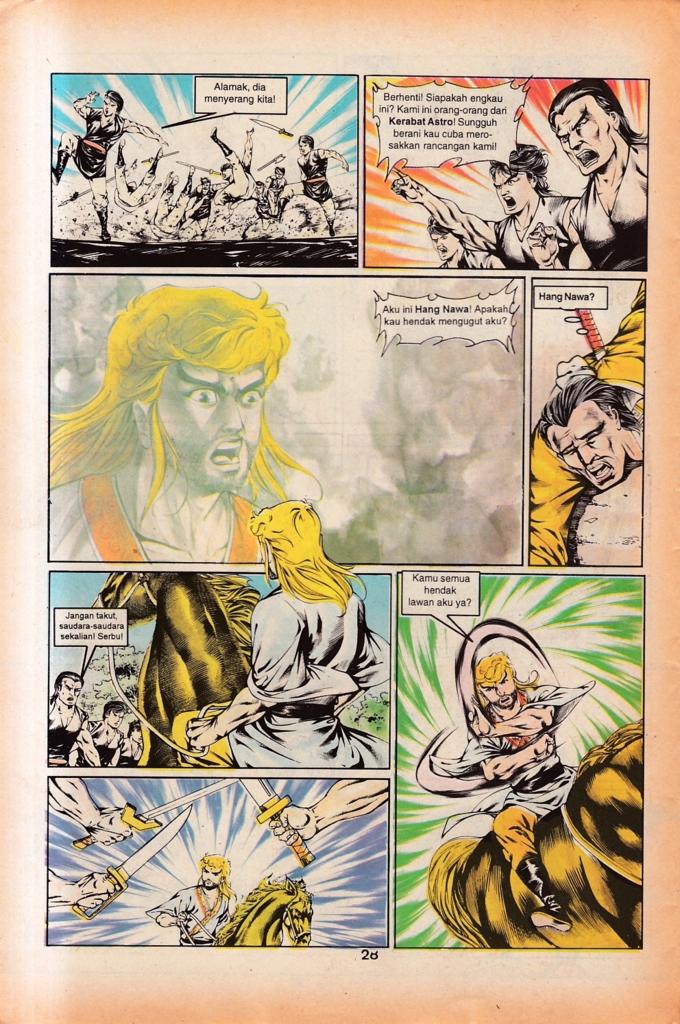 Alamak, dia
menyerang kita!
Berhenti! Siapakah engkau
ini? Kami ini orang-orang dari
Kerabat Astro! Sungguh
berani kau cuba mero-
sakkan rancangan kami!
Aku ini Hang Nawa! Apakah
kau hendak mengugut aku?
Hang Nawa?
Jangan takut,
saudara-saudara
sekalian! Serbu!
Kamu semua
hendak
lawan aku ya?
28